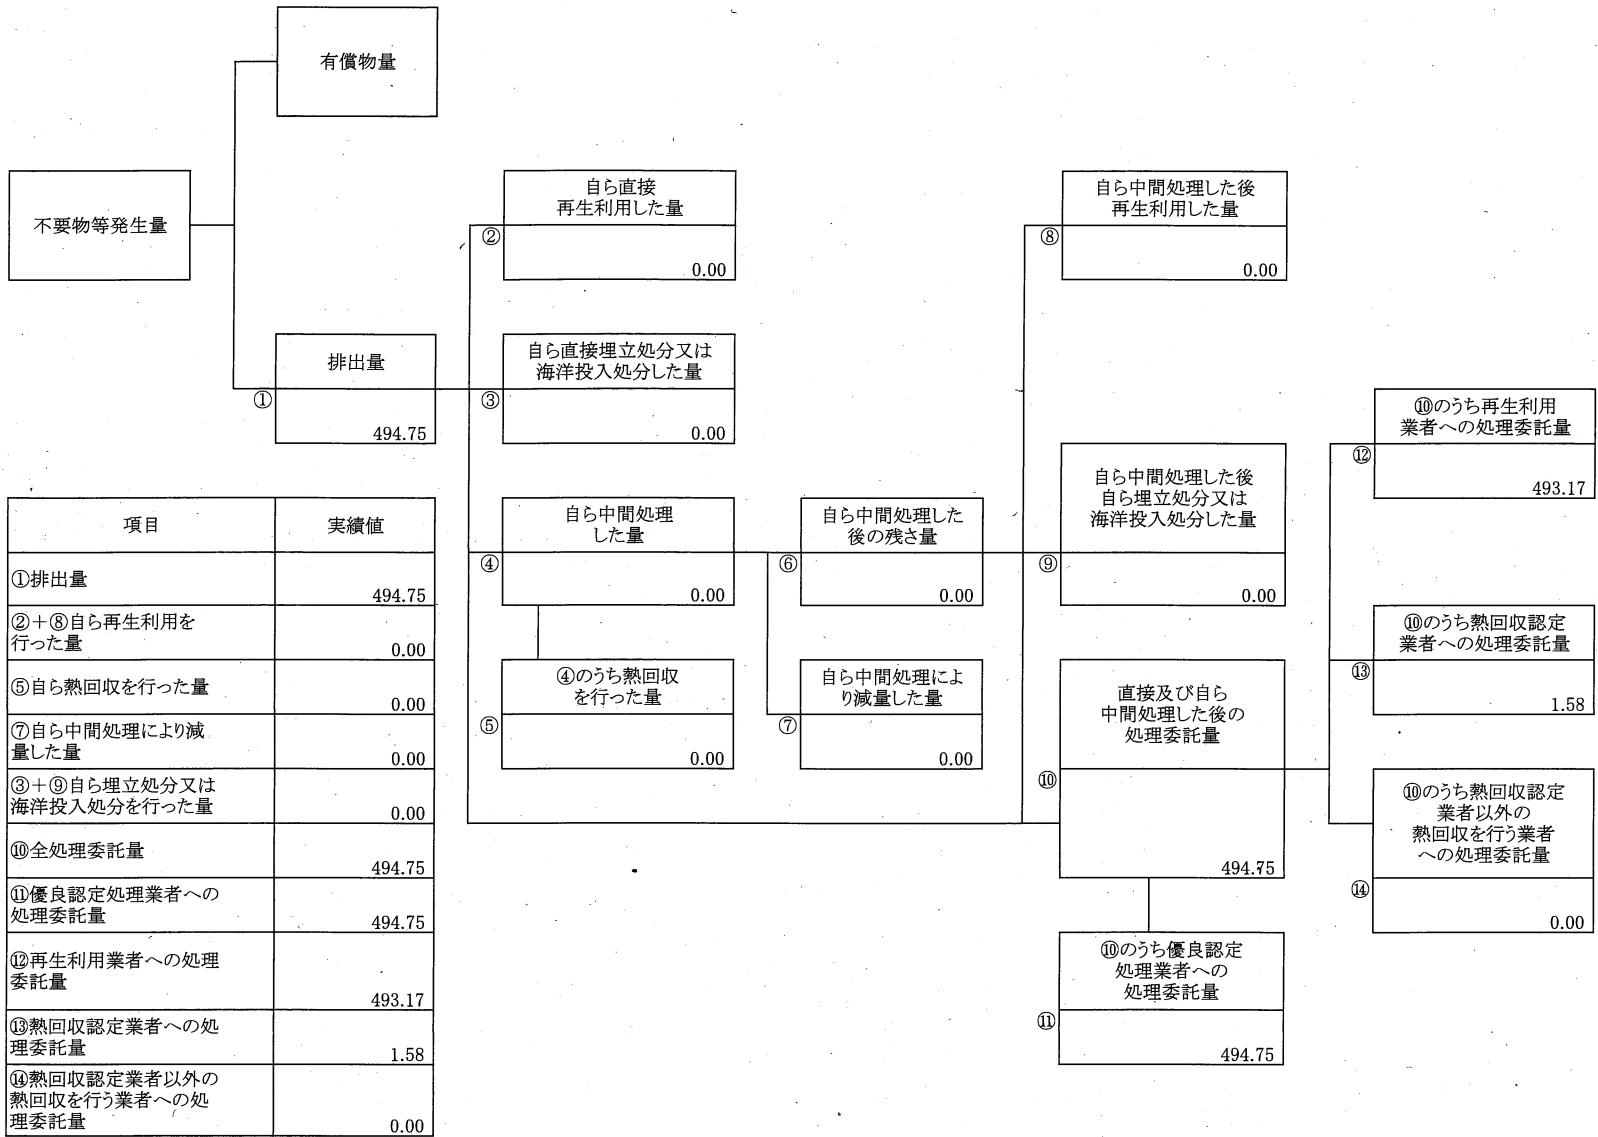 有償物量
不要物等発生量
自ら直接
再生利用した量
②
0.00
自ら中間処理した後
再生利用した量
⑧
0.00
排出量
①
494.75
自ら直接埋立処分又は
海洋投入処分した量
③
0.00
⑩のうち再生利用
業者への処理委託量
⑫
493.17
自ら中間処理
した量
④
0.00
自ら中間処理した
後の残さ量
⑥
0.00
自ら中間処理した後
自ら埋立処分又は
海洋投入処分した量
⑨
0.00
⑩のうち熱回収認定
業者への処理委託量
⑬
1.58
④のうち熱回収
を行った量
⑤
0.00
自ら中間処理によ
り減量した量
⑦
0.00
直接及び自ら
中間処理した後の
処理委託量
⑩
494.75
⑩のうち熱回収認定
業者以外の
熱回収を行う業者
への処理委託量
⑭
0.00
⑩のうち優良認定
処理業者への
処理委託量
⑪
494.75
項目 実績値
①排出量
494.75
②+⑧自ら再生利用を
行った量
0.00
⑤自ら熱回収を行った量
0.00
⑦自ら中間処理により減
量した量
0.00
③+⑨自ら埋立処分又は
海洋投入処分を行った量
0.00
⑩全処理委託量
494.75
⑪優良認定処理業者への
処理委託量
494.75
⑫再生利用業者への処理
委託量
493.17
⑬熱回収認定業者への処
理委託量
1.58
⑭熱回収認定業者以外の
熱回収を行う業者への処
理委託量
0.00